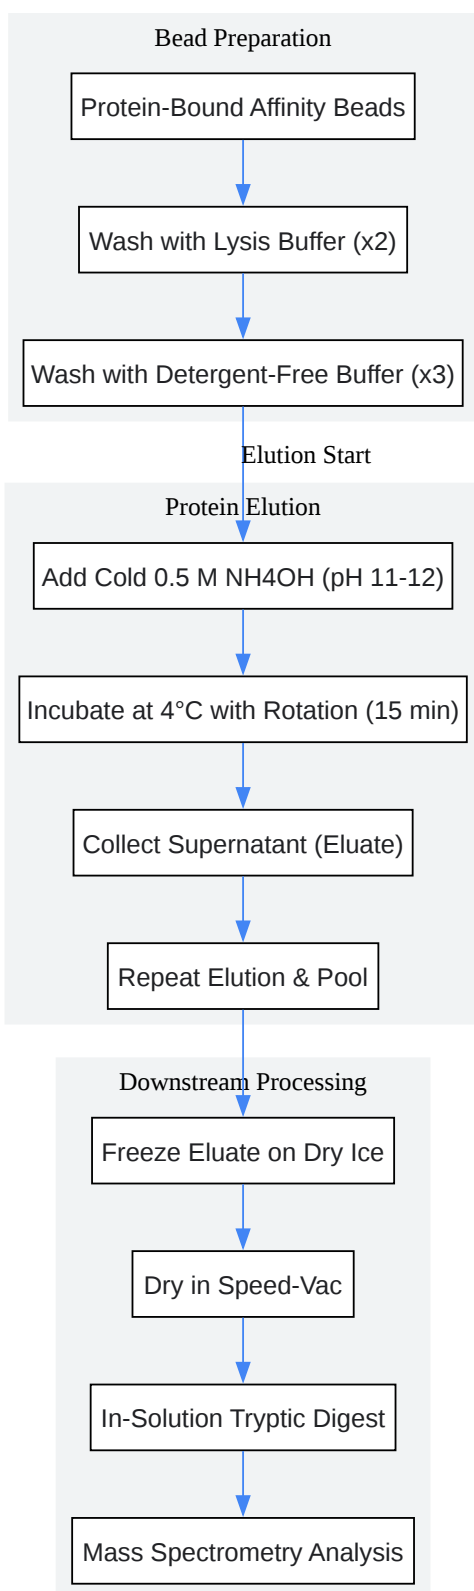 Bead Preparation
Protein-Bound Affinity Beads
Wash with Lysis Buffer (x2)
Wash with Detergent-Free Buffer (x3)
Elution Start
Protein Elution
Add Cold 0.5 M NH4OH (pH 11-12)
Incubate at 4°C with Rotation (15 min)
Collect Supernatant (Eluate)
Repeat Elution & Pool
Downstream Processing
Freeze Eluate on Dry Ice
Dry in Speed-Vac
In-Solution Tryptic Digest
Mass Spectrometry Analysis